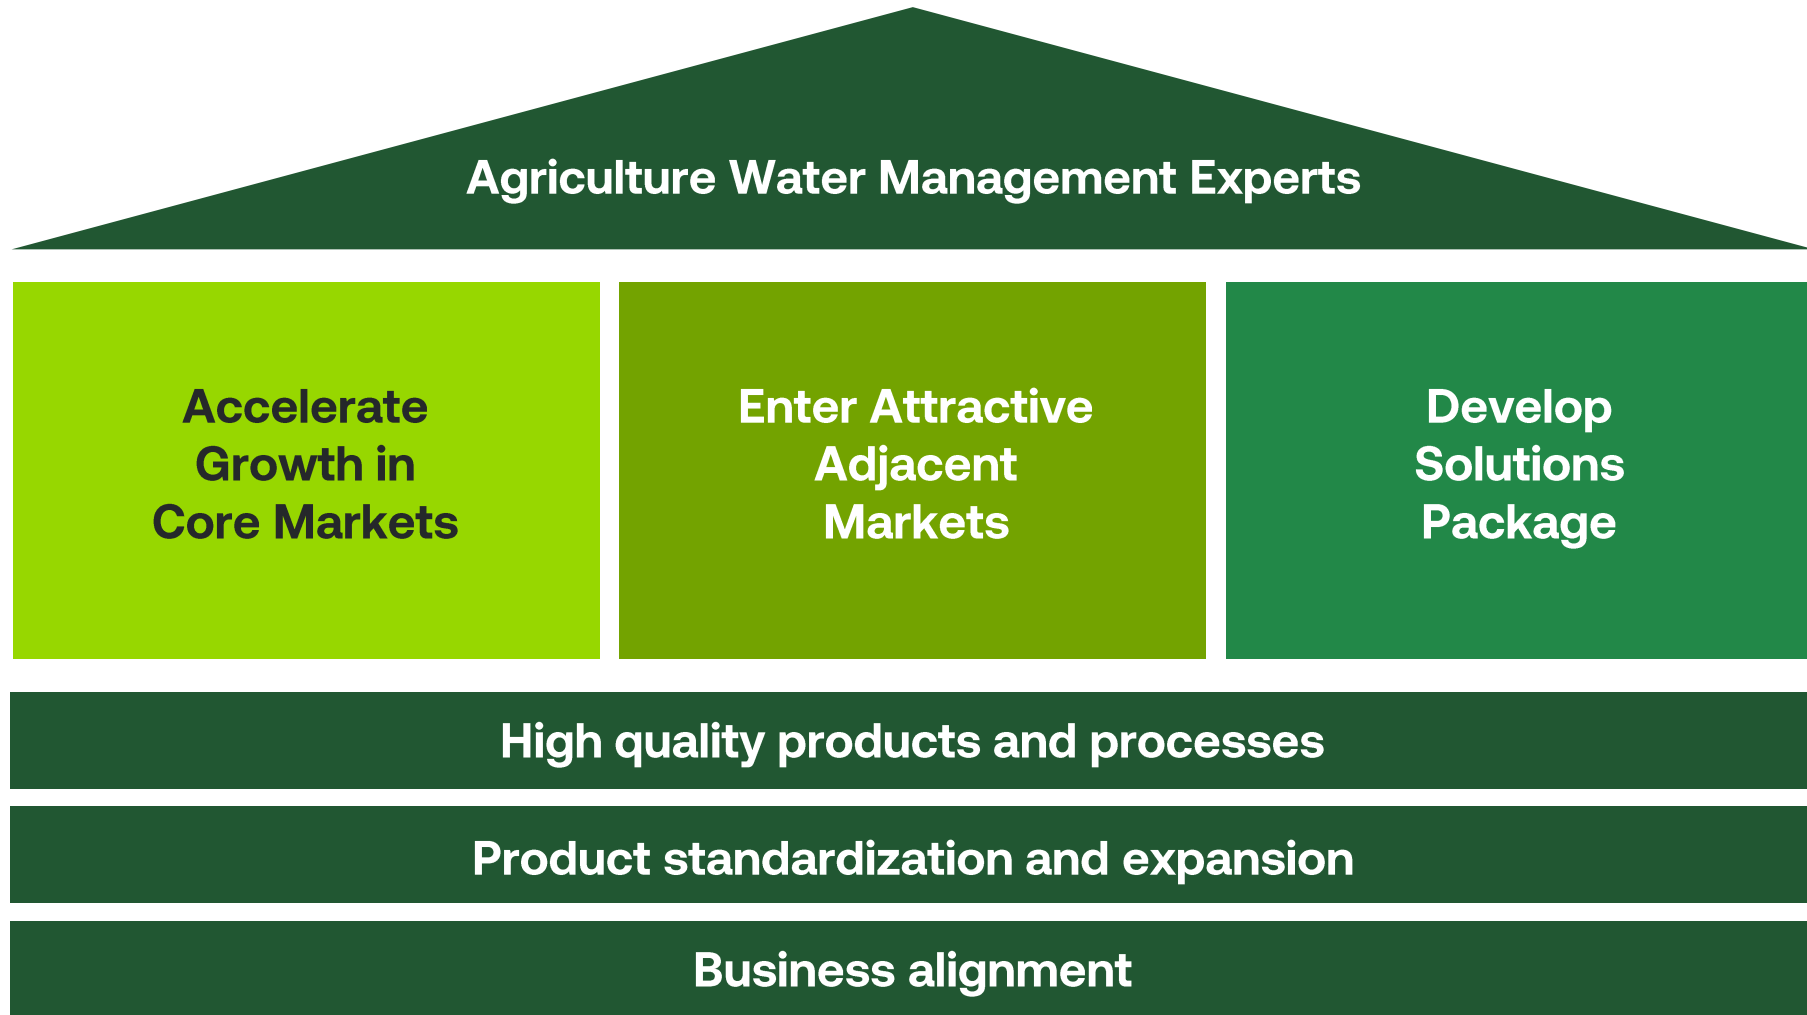 Agriculture Water Management Experts
Accelerate
Growth in
Core Markets
Enter Attractive
Adjacent
Markets
Develop
Solutions
Package
High quality products and processes
Product standardization and expansion
Business alignment